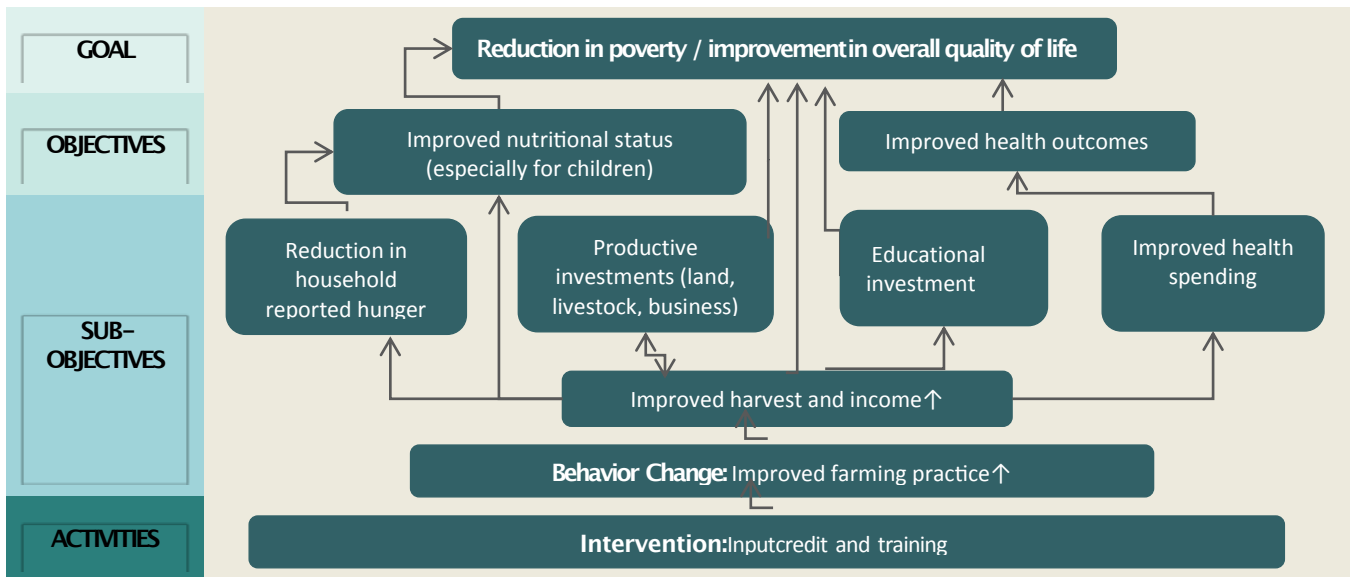 GOAL
Reduction in poverty / improvement in overall quality of life
OBJECTIVES
Improved nutritional status
(especially for children)
Improved health outcomes
SUB-
OBJECTIVES
Reduction in
household
reported hunger
Productive
investments (land,
livestock, business)
Educational
investment
Improved health
spending
Improved harvest and income↑
Behavior Change: Improved farming practice↑
ACTIVITIES
Intervention:Inputcredit and training